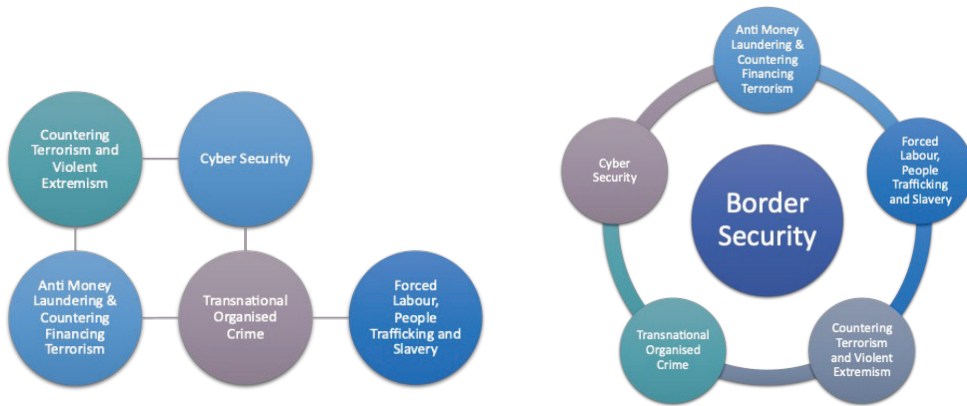 Countering
Terrorism and
Violent
Extremism
Cyber Security
Anti Money
Laundering &
Countering
Financing
Terrorism
Transnational
Organised
Crime
Forced
Labour,
People
Trafficking and
Slavery
Anti Money
Laundering &
Countering
Financing
Terrorism
Forced
Labour,
People
Trafficking
and Slavery
Countering
Terrorism
and Violent
Extremism
Transnational
Organised
Crime
Cyber
Security
Border
Security